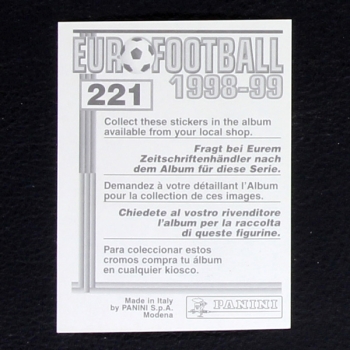 EURO FOOTBALL
1998-99
221
Collect these stickers in the album
available from your local shop.
Fragt bei Eurem
Zeitschriftenhändler nach
dem Album für diese Serie.
Demandez à votre détaillant l'Album
pour la collection de ces images.
Chiedete al vostro rivenditore
l'album per la raccolta
di queste figurine.
Para coleccionar estos
cromos compra tu álbum
en cualquier kiosco.
Made in Italy
by PANINI S.p.A.
Modena
PANINI